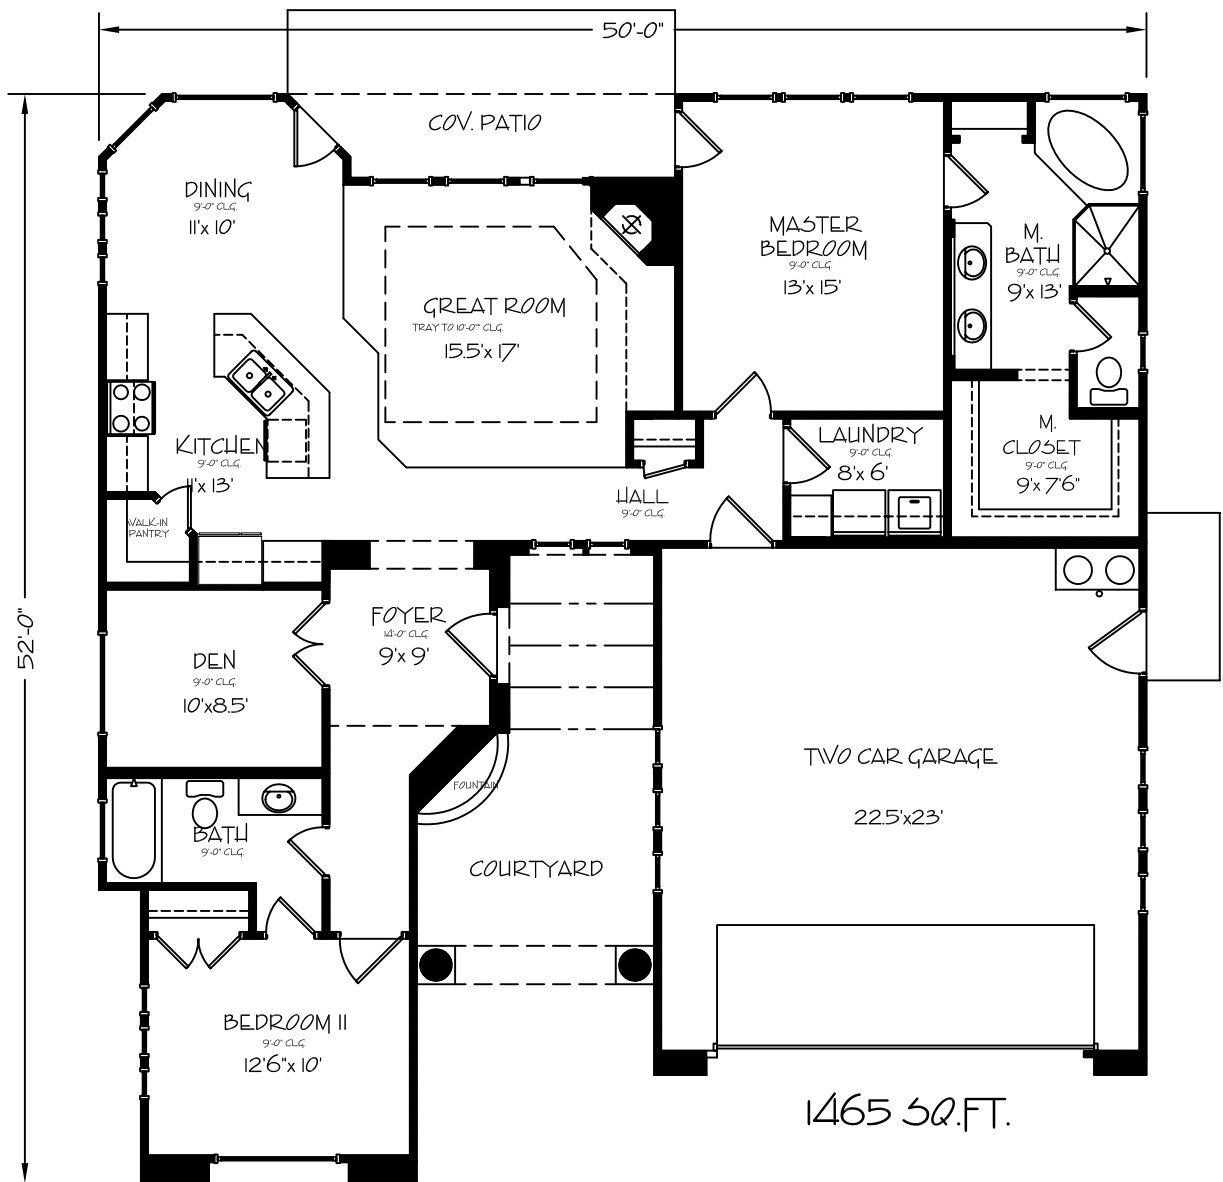 50'-0"
COV. PATIO
DINING
9'-0" CLG.
11'x 10'
MASTER
BEDROOM
9'-0" CLG.
13'x 15'
M.
BATH
9'-0" CLG.
9'x 13'
GREAT ROOM
TRAY TO 10'-0" CLG.
15.5'x 17'
KITCHEN
9'-0" CLG.
11'x 13'
LAUNDRY
9'-0" CLG.
8'x 6'
M.
CLOSET
9'-0" CLG.
9'x 7'6"
HALL
9'-0" CLG.
WALK-IN
PANTRY
52'-0"
FOYER
14'-0" CLG.
9'x 9'
DEN
9'-0" CLG.
10'x8.5'
TWO CAR GARAGE
22.5'x23'
FOUNTAIN
BATH
9'-0" CLG.
COURTYARD
BEDROOM II
9'-0" CLG.
12'6"x 10'
1465 SQ.FT.